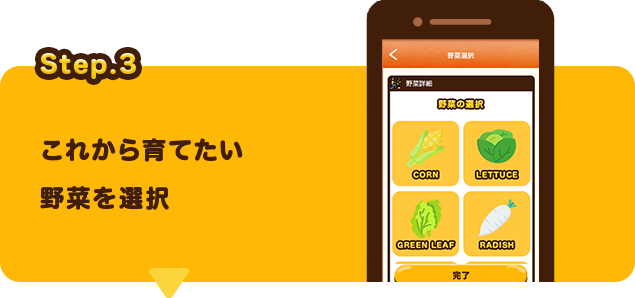 Step.3
これから育てたい
野菜を選択
野菜選択
野菜詳細
野菜の選択
CORN
LETTUCE
GREEN LEAF
RADISH
完了